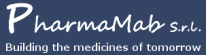 PharmaMab s.r.l.
Building the medicines of tomorrow